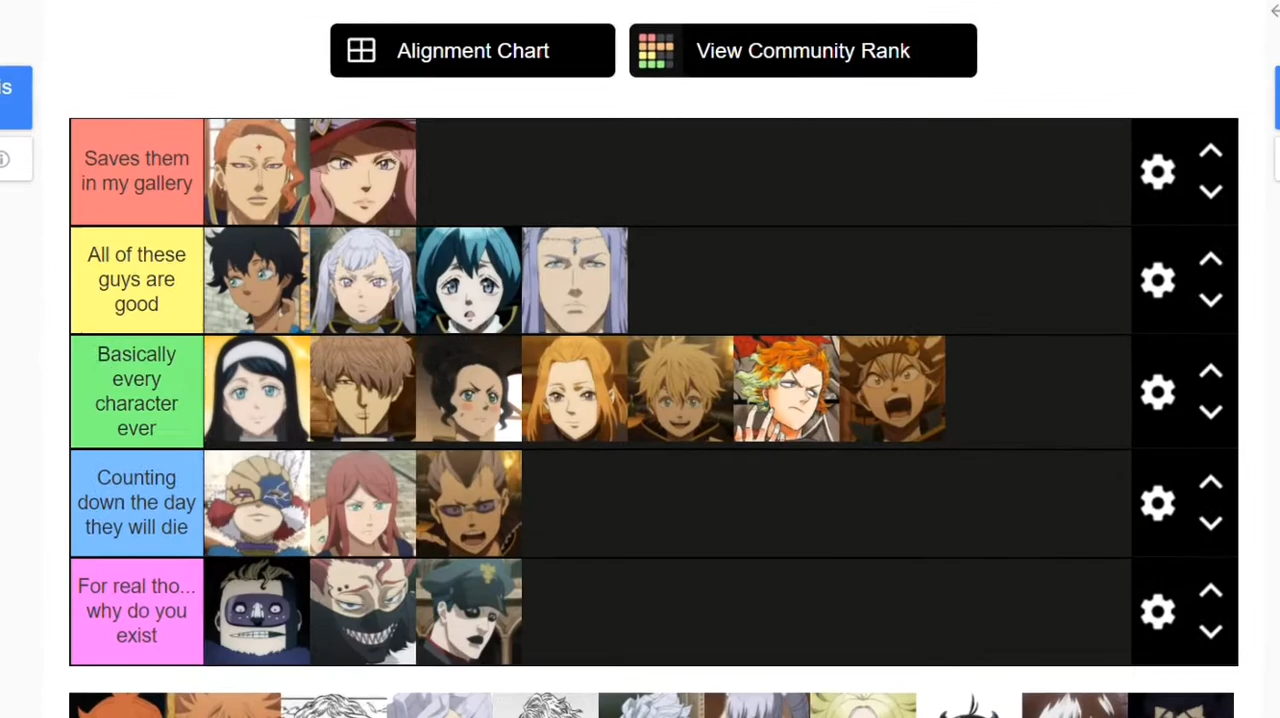 is
Alignment Chart
View Community Rank
Saves them
in my gallery
All of these
guys are
good
Basically
every
character
ever
Counting
down the day
they will die
For real tho...
why do you
exist